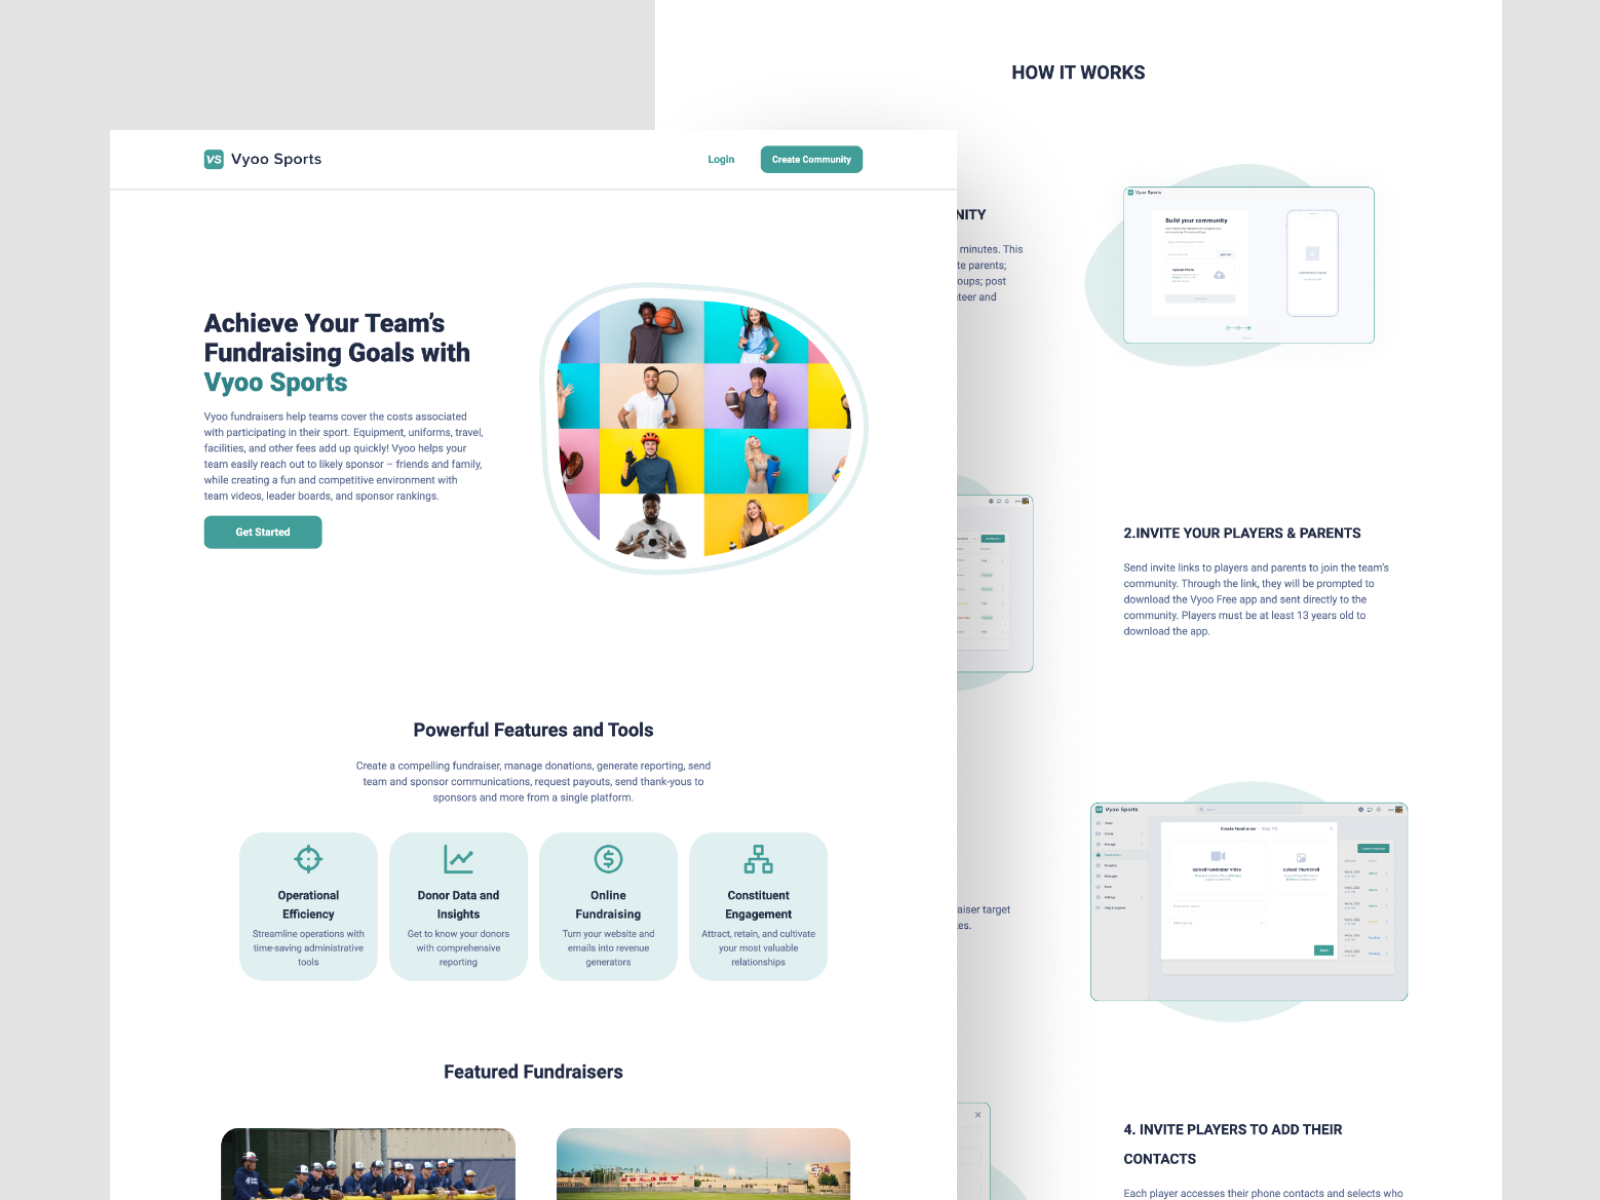 VS Vyoo Sports
Login
Create Community
Achieve Your Team's
Fundraising Goals with
Vyoo Sports
Vyoo fundraisers help teams cover the costs associated
with participating in their sport. Equipment, uniforms, travel,
facilities, and other fees add up quickly! Vyoo helps your
team easily reach out to likely sponsor – friends and family,
while creating a fun and competitive environment with
team videos, leader boards, and sponsor rankings.
Get Started
Powerful Features and Tools
Create a compelling fundraiser, manage donations, generate reporting, send
team and sponsor communications, request payouts, send thank-yous to
sponsors and more from a single platform.
Operational
Efficiency
Streamline operations with
time-saving administrative
tools
Donor Data and
Insights
Get to know your donors
with comprehensive
reporting
Online
Fundraising
Turn your website and
emails into revenue
generators
Constituent
Engagement
Attract, retain, and cultivate
your most valuable
relationships
Featured Fundraisers
HOW IT WORKS
NITY
minutes. This
te parents;
oups; post
teer and
Vyoo Sports
Build your community
Upload Photo
2.INVITE YOUR PLAYERS & PARENTS
Send invite links to players and parents to join the team's
community. Through the link, they will be prompted to
download the Vyoo Free app and sent directly to the
community. Players must be at least 13 years old to
download the app.
Vyoo Sports
Create Fundraiser
Upload Fundraiser Video
Upload Thumbnail
aiser target
es.
4. INVITE PLAYERS TO ADD THEIR
CONTACTS
Each player accesses their phone contacts and selects who